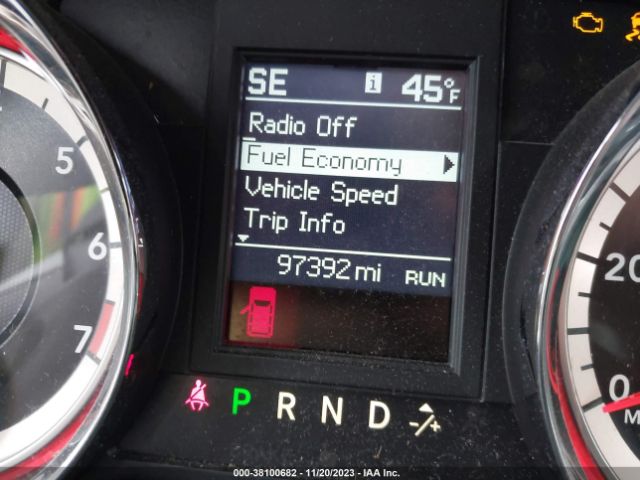 SE i 45°F
Radio Off
Fuel Economy
Vehicle Speed
Trip Info
97392 mi RUN
5
6
7
20
0
M
P R N D -/+
000-38100682 - 11/20/2023 - IAA Inc.